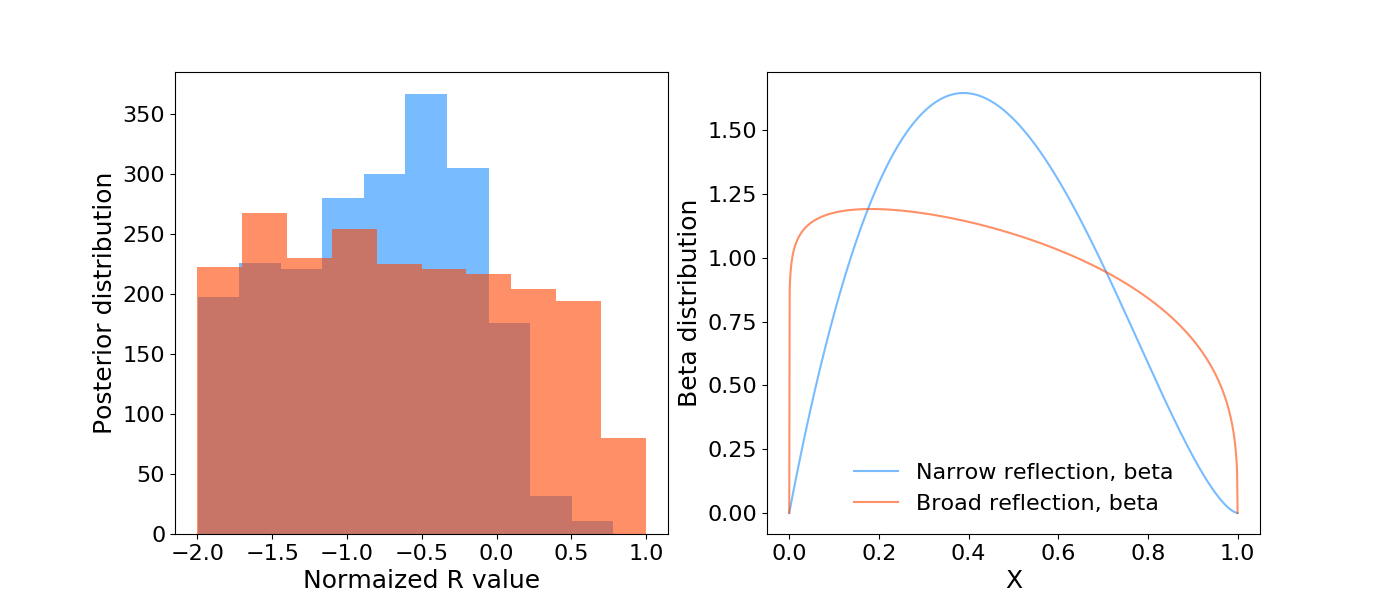 Posterior distribution
350
300
250
200
150
100
50
0
−2.0 −1.5 −1.0 −0.5 0.0 0.5 1.0
Normaized R value
Beta distribution
1.50
1.25
1.00
0.75
0.50
0.25
0.00
Narrow reflection, beta
Broad reflection, beta
0.0 0.2 0.4 0.6 0.8 1.0
X